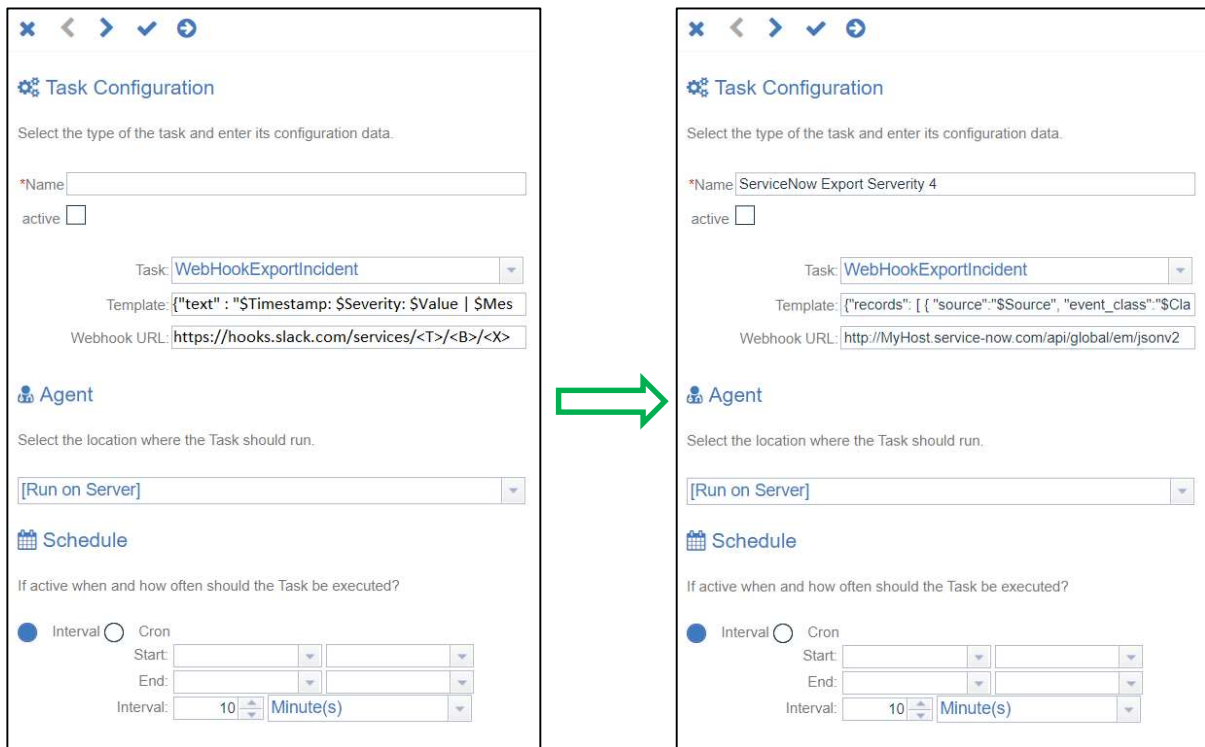 Task Configuration
Select the type of the task and enter its configuration data.
*Name
active
Task: WebHookExportIncident
Template: {"text" : "$Timestamp: $Severity: $Value | $Mes
Webhook URL: https://hooks.slack.com/services/<T>/<B>/<X>
Agent
Select the location where the Task should run.
[Run on Server]
Schedule
If active when and how often should the Task be executed?
Interval Cron
Start:
End:
Interval: 10 Minute(s)
Task Configuration
Select the type of the task and enter its configuration data.
*Name ServiceNow Export Serverity 4
active
Task: WebHookExportIncident
Template: {"records": [ { "source":"$Source", "event_class":"$Cla
Webhook URL: http://MyHost.service-now.com/api/global/em/jsonv2
Agent
Select the location where the Task should run.
[Run on Server]
Schedule
If active when and how often should the Task be executed?
Interval Cron
Start:
End:
Interval: 10 Minute(s)